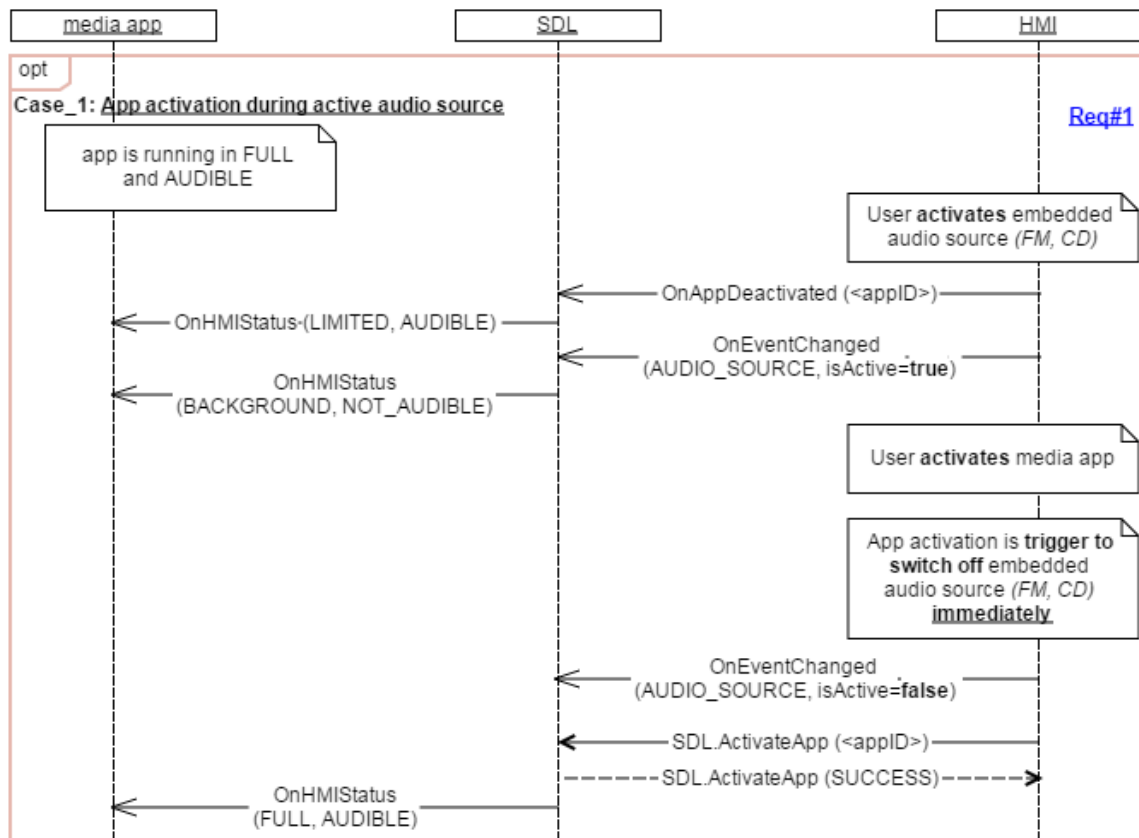 media app
SDL
HMI
opt
Case_1: App activation during active audio source
Req#1
app is running in FULL
and AUDIBLE
User activates embedded
audio source (FM, CD)
OnAppDeactivated (<appID>)
OnHMIStatus (LIMITED, AUDIBLE)
OnEventChanged
(AUDIO_SOURCE, isActive=true)
OnHMIStatus
(BACKGROUND, NOT_AUDIBLE)
User activates media app
App activation is trigger to
switch off embedded
audio source (FM, CD)
immediately
OnEventChanged
(AUDIO_SOURCE, isActive=false)
SDL.ActivateApp (<appID>)
SDL.ActivateApp (SUCCESS)
OnHMIStatus
(FULL, AUDIBLE)